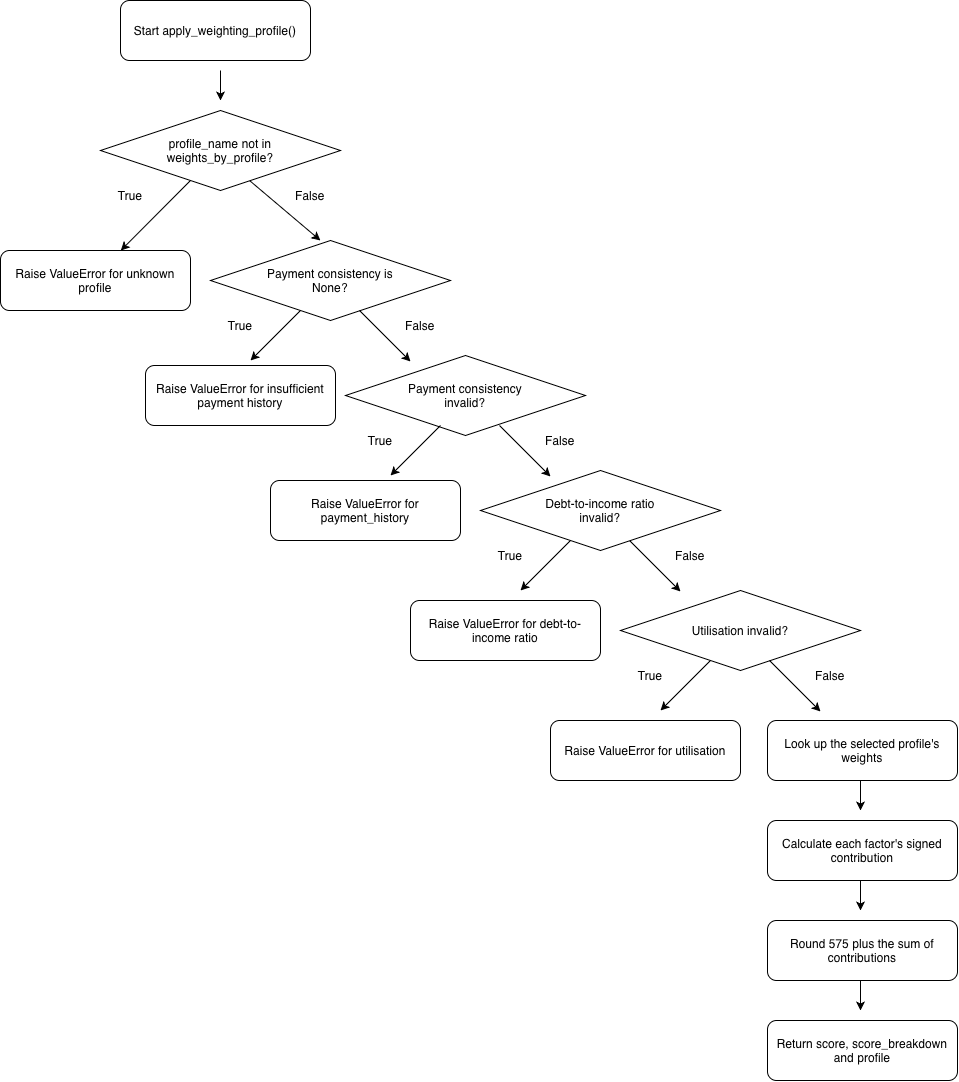 Start apply_weighting_profile()
profile_name not in
weights_by_profile?
True
False
Raise ValueError for unknown
profile
Payment consistency is
None?
True
False
Raise ValueError for insufficient
payment history
Payment consistency
invalid?
True
False
Raise ValueError for
payment_history
Debt-to-income ratio
invalid?
True
False
Raise ValueError for debt-to-
income ratio
Utilisation invalid?
True
False
Raise ValueError for utilisation
Look up the selected profile's
weights
Calculate each factor's signed
contribution
Round 575 plus the sum of
contributions
Return score, score_breakdown
and profile